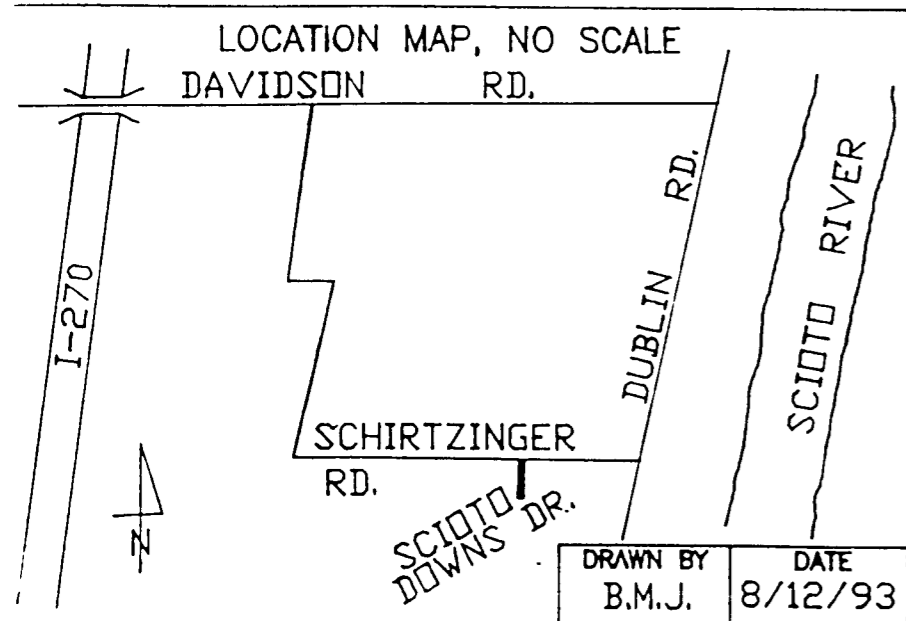 LOCATION MAP, NO SCALE
DAVIDSON RD.
I-270
DUBLIN RD.
SCIOTO RIVER
SCHIRTZINGER
RD.
SCIOTO
DOWNS DR.
N
DRAWN BY
B.M.J.
DATE
8/12/93